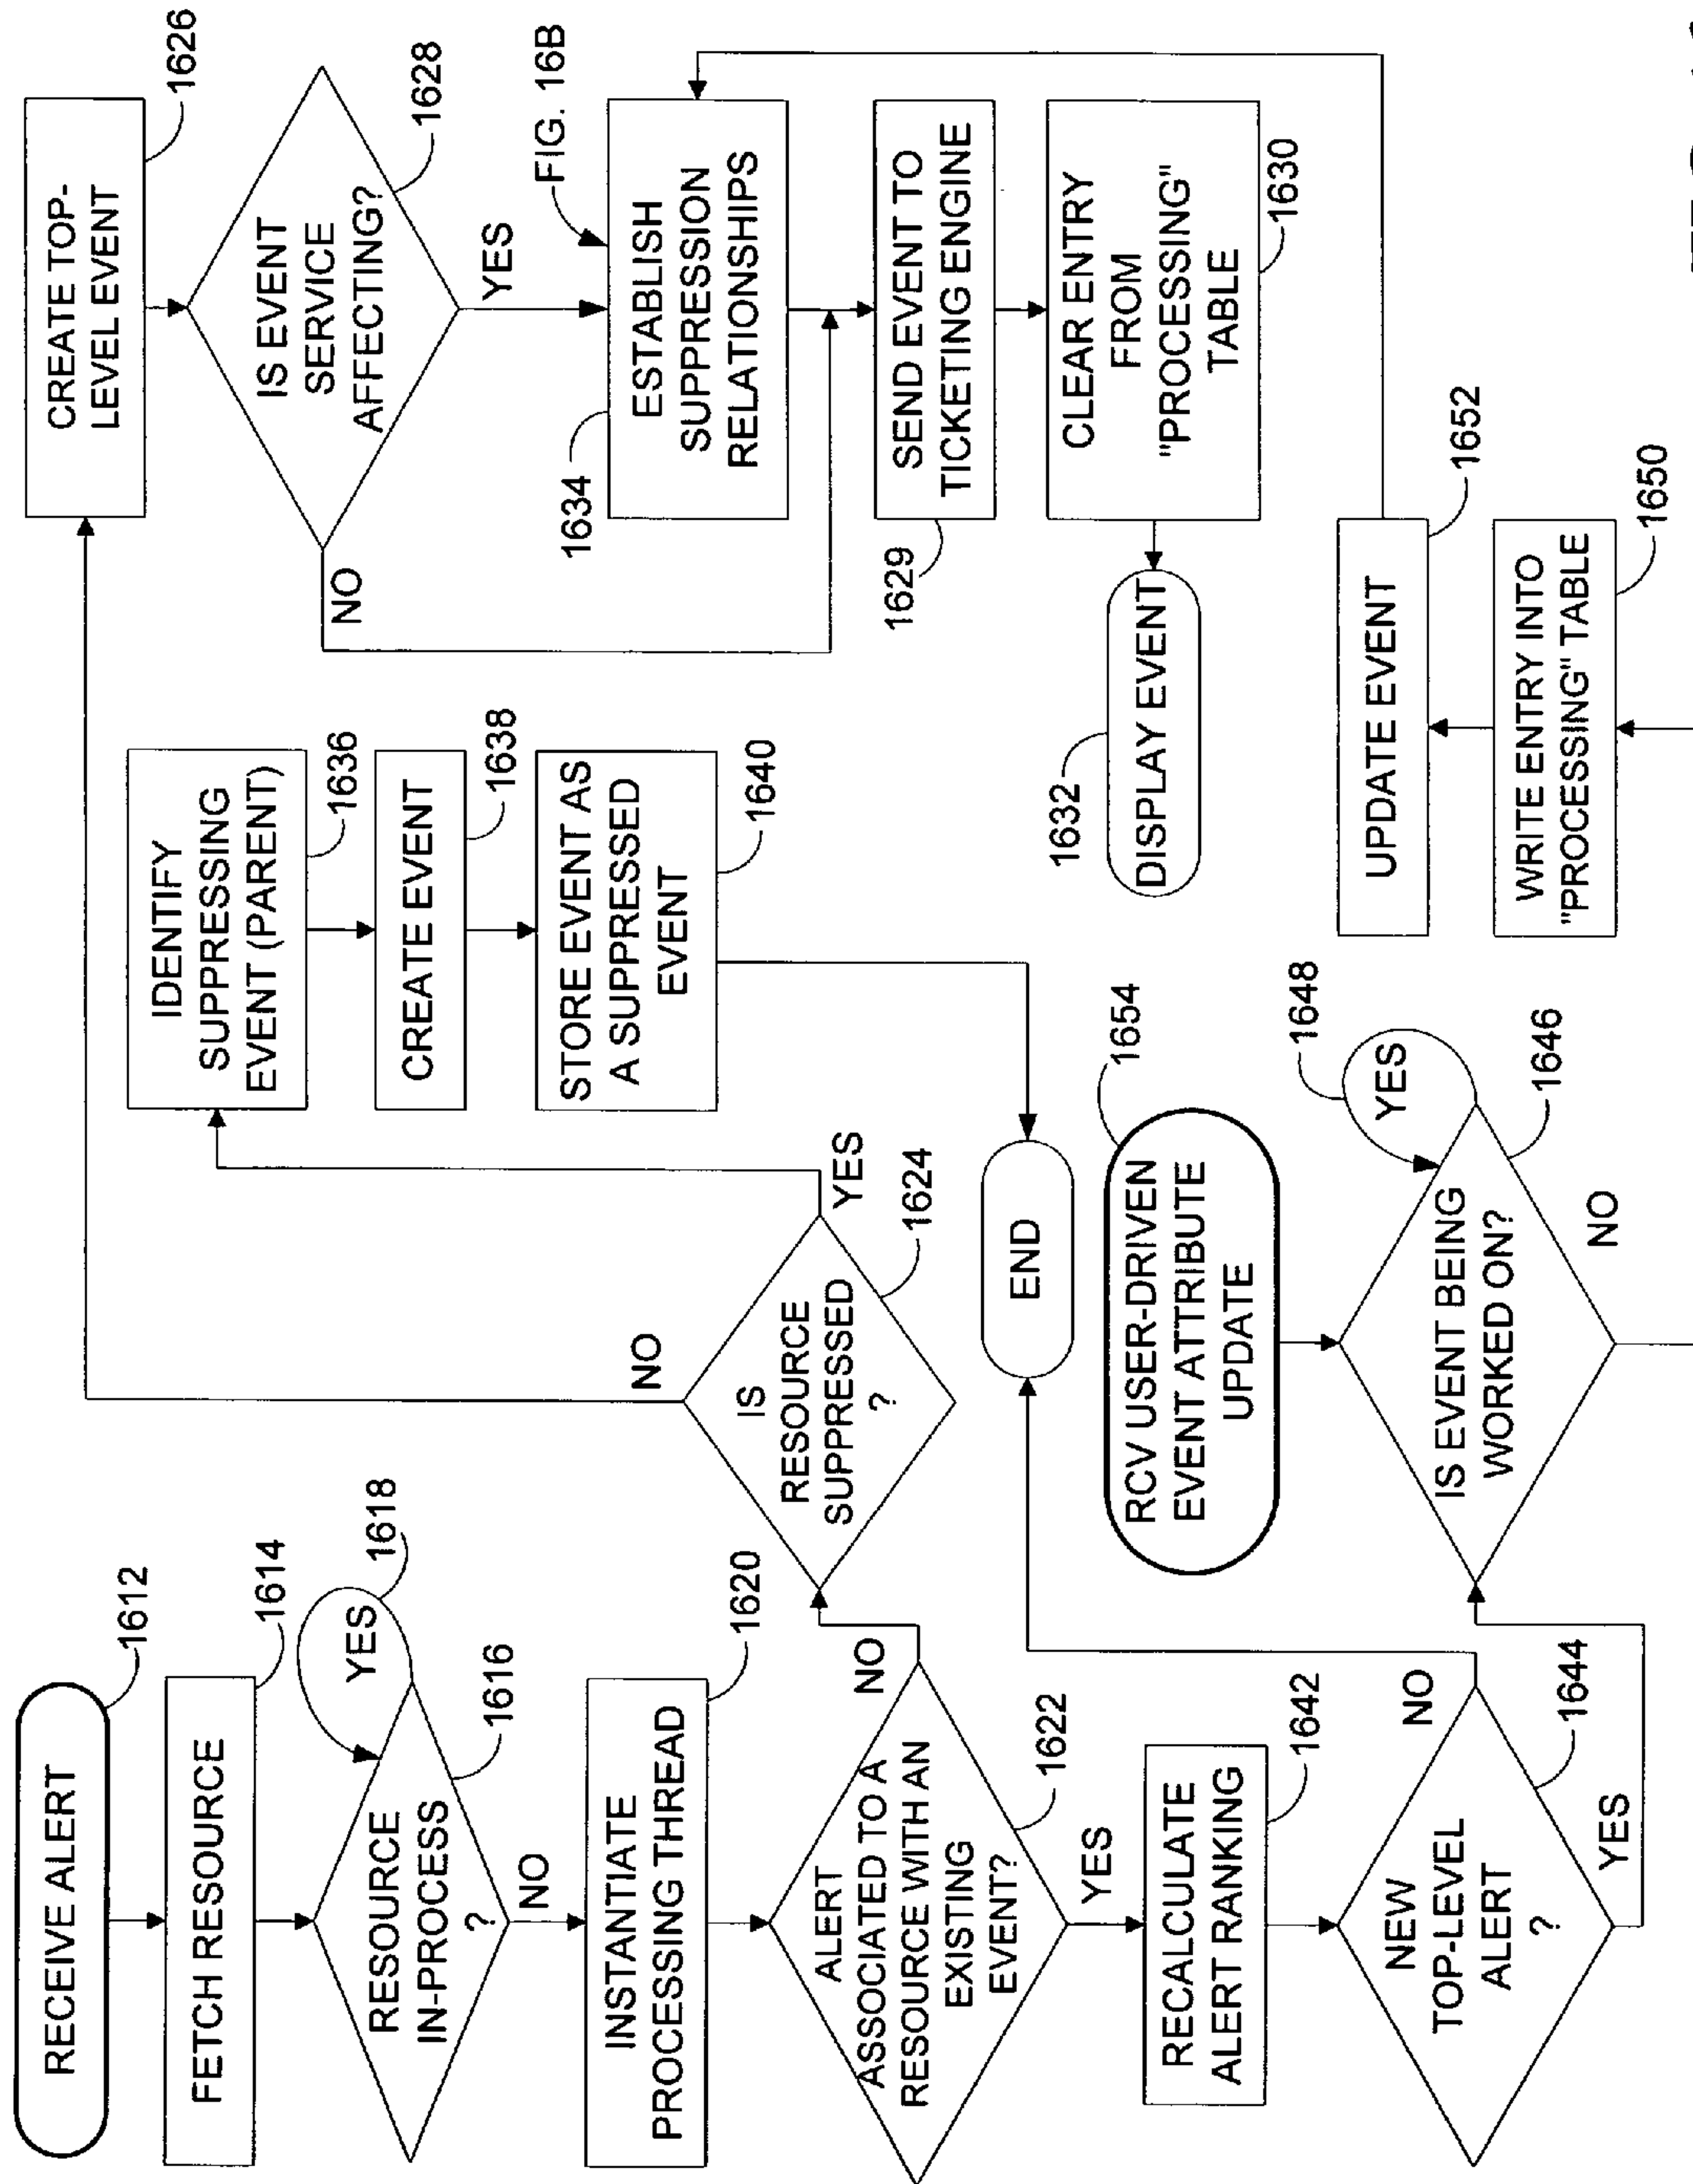 RECEIVE ALERT
1612
FETCH RESOURCE
1614
RESOURCE
IN-PROCESS
?
1616
YES
1618
NO
INSTANTIATE
PROCESSING THREAD
1620
ALERT
ASSOCIATED TO A
RESOURCE WITH AN
EXISTING
EVENT?
1622
NO
YES
RECALCULATE
ALERT RANKING
1642
NEW
TOP-LEVEL
ALERT
?
1644
NO
YES
IS
RESOURCE
SUPPRESSED
?
1624
NO
YES
IDENTIFY
SUPPRESSING
EVENT (PARENT)
1636
CREATE EVENT
1638
STORE EVENT AS
A SUPPRESSED
EVENT
1640
END
RCV USER-DRIVEN
EVENT ATTRIBUTE
UPDATE
1654
IS EVENT BEING
WORKED ON?
1646
YES
1648
NO
CREATE TOP-
LEVEL EVENT
1626
IS EVENT
SERVICE
AFFECTING?
1628
NO
YES
FIG. 16B
ESTABLISH
SUPPRESSION
RELATIONSHIPS
1634
SEND EVENT TO
TICKETING ENGINE
1629
CLEAR ENTRY
FROM
"PROCESSING"
TABLE
1630
DISPLAY EVENT
1632
UPDATE EVENT
1652
WRITE ENTRY INTO
"PROCESSING" TABLE
1650